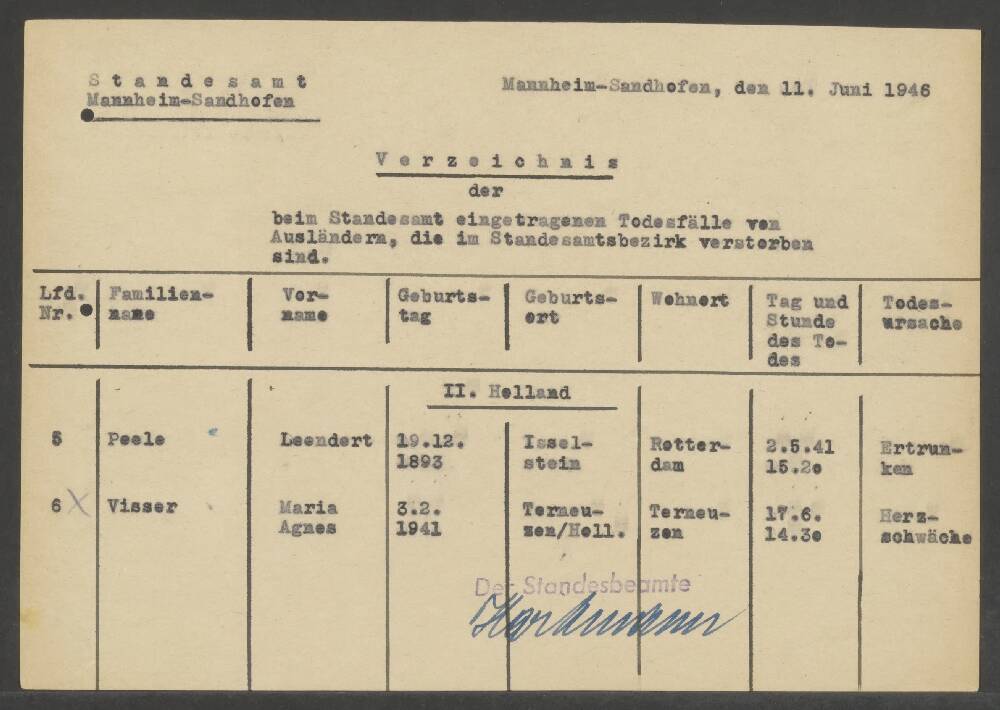 Standesamt
Mannheim-Sandhofen
Mannheim-Sandhofen, den 11. Juni 1946
Verzeichnis
der
beim Standesamt eingetragenen Todesfälle von
Ausländern, die im Standesamtsbezirk verstorben
sind.
Lfd. Familien- Vor- Geburts- Geburts- Wohnort Tag und Todes-
Nr. name name tag ort Stunde ursache
des To-
des
II. Holland
5 Peele Leendert 19.12. Issel- Rotter- 2.5.41 Ertrun-
1893 stein dam 15.20 ken
6 X Visser Maria 3.2. Terneu- Terneu- 17.6. Herz-
Agnes 1941 zen/Holl. zen 14.30 schwäche
Der Standesbeamte